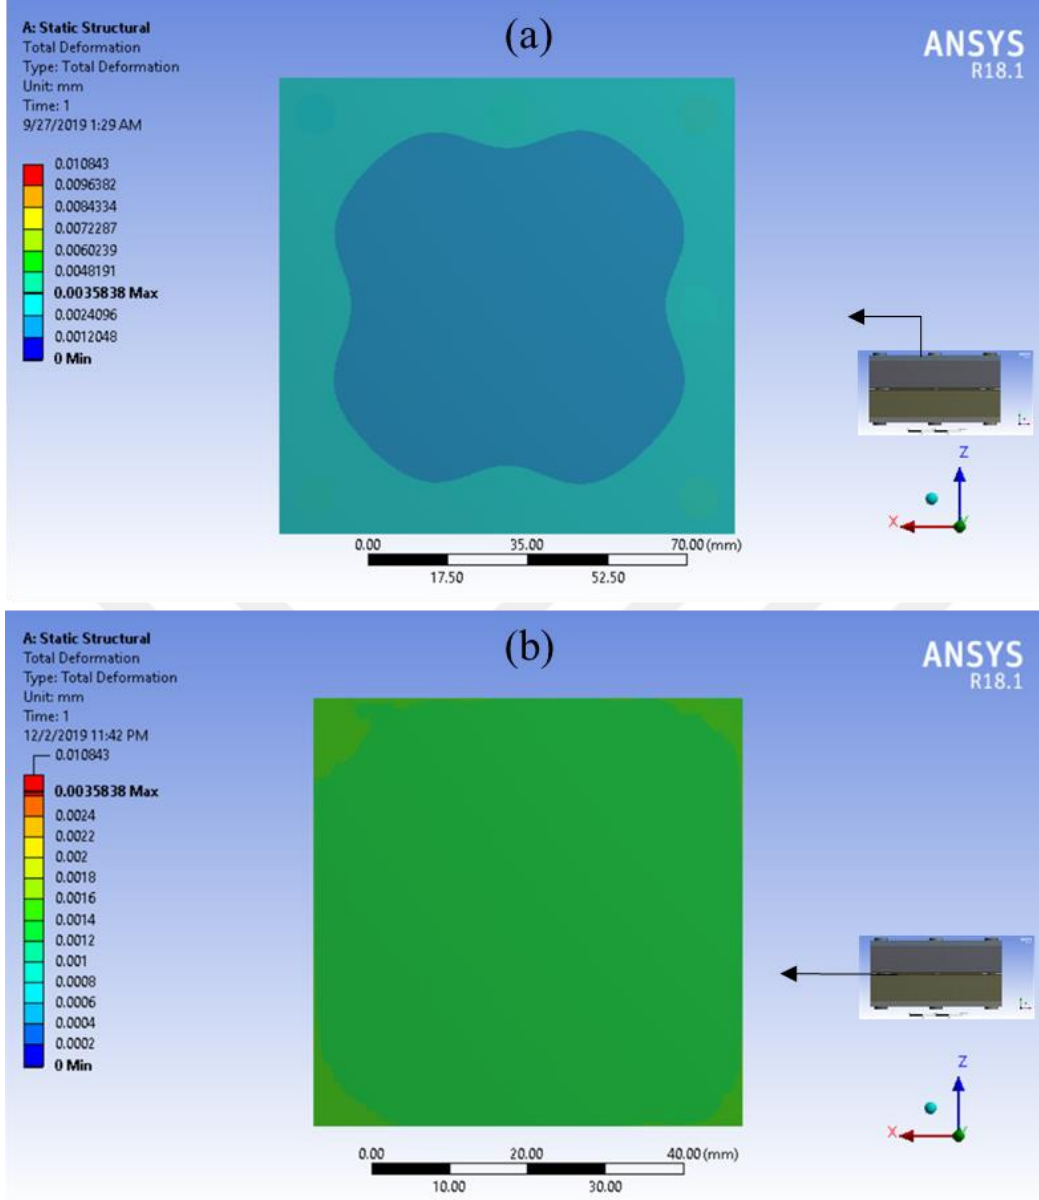 (a)
A: Static Structural
Total Deformation
Type: Total Deformation
Unit: mm
Time: 1
9/27/2019 1:29 AM
ANSYS
R18.1
0.010843
0.0096382
0.0084334
0.0072287
0.0060239
0.0048191
0.0035838 Max
0.0024096
0.0012048
0 Min
0.00 35.00 70.00 (mm)
17.50 52.50
Z
X
Y
(b)
A: Static Structural
Total Deformation
Type: Total Deformation
Unit: mm
Time: 1
12/2/2019 11:42 PM
ANSYS
R18.1
0.010843
0.0035838 Max
0.0024
0.0022
0.002
0.0018
0.0016
0.0014
0.0012
0.001
0.0008
0.0006
0.0004
0.0002
0 Min
0.00 20.00 40.00 (mm)
10.00 30.00
Z
X
Y